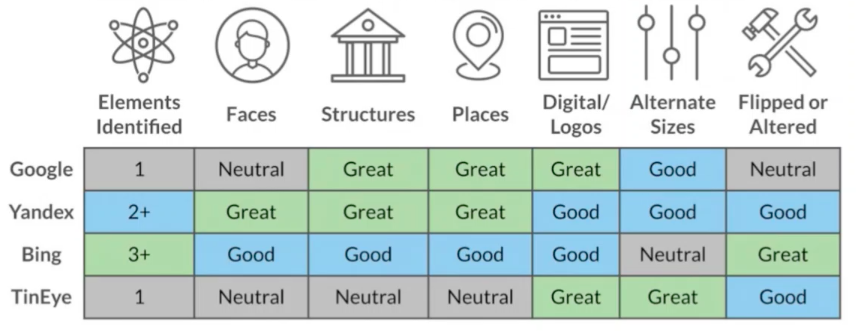 Elements Identified
Faces
Structures
Places
Digital/ Logos
Alternate Sizes
Flipped or Altered
Google 1 Neutral Great Great Great Good Neutral
Yandex 2+ Great Great Great Good Good Good
Bing 3+ Good Good Good Good Neutral Great
TinEye 1 Neutral Neutral Neutral Great Great Good